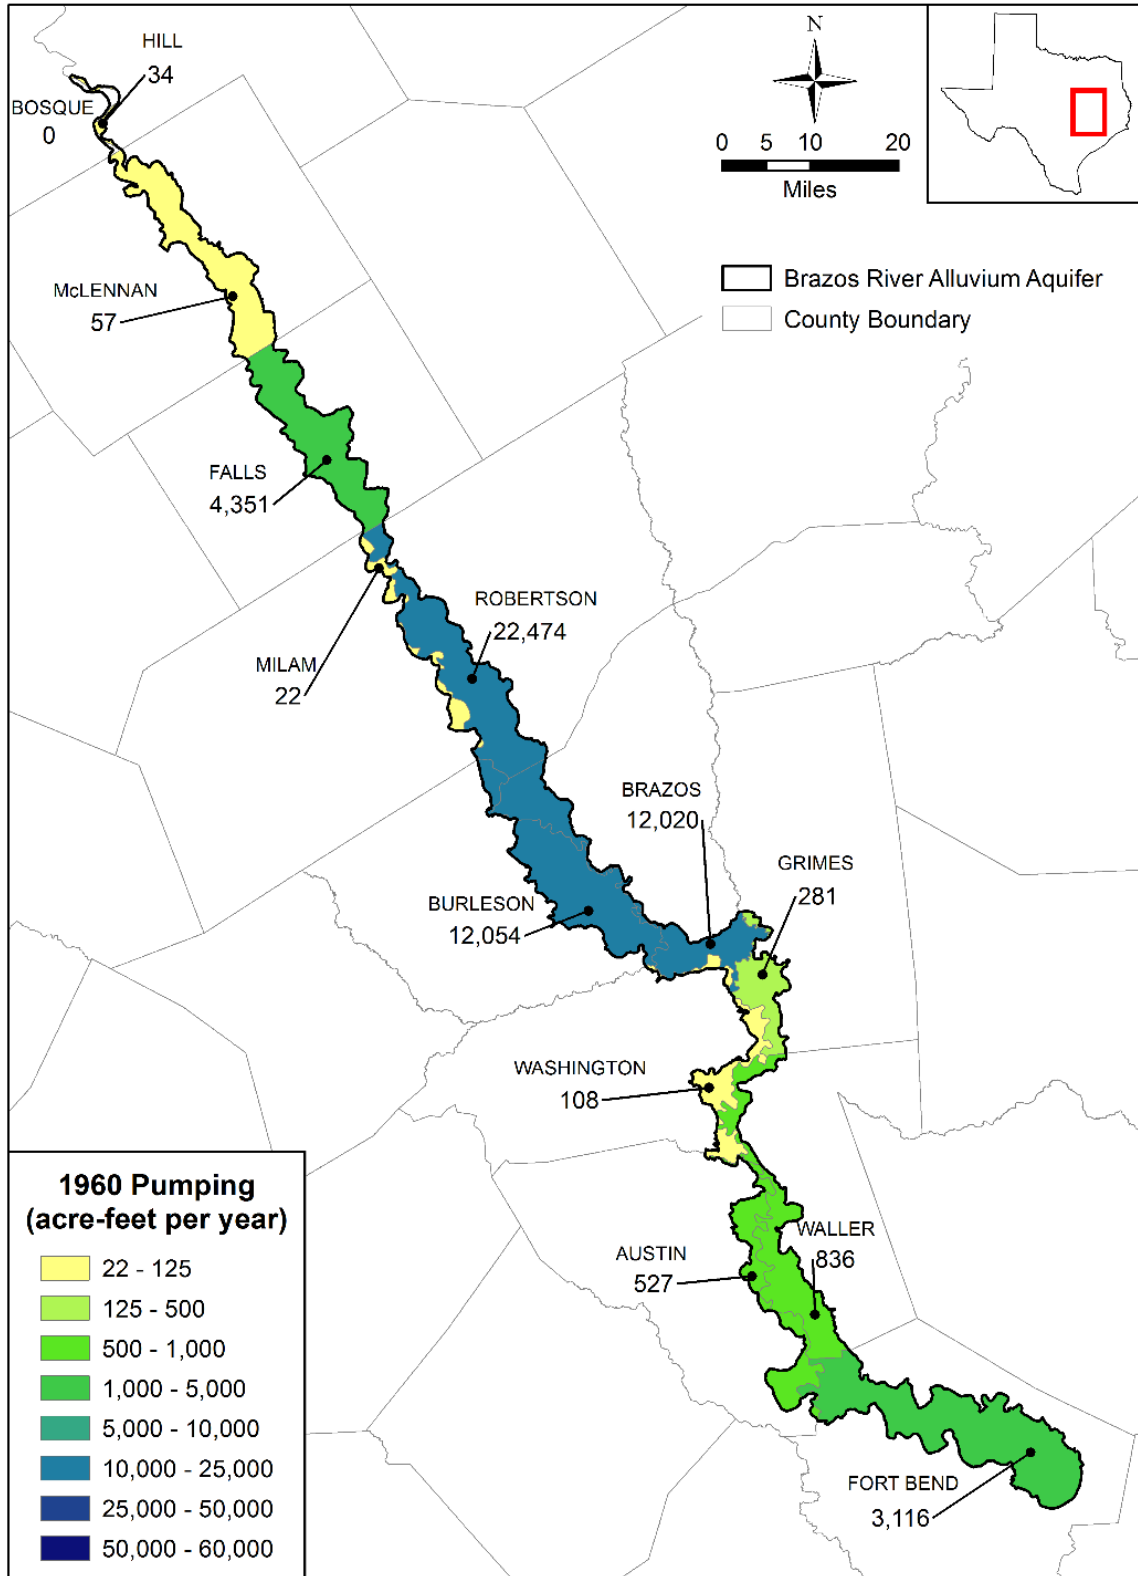 HILL
34
BOSQUE
0
N
0 5 10 20
Miles
Brazos River Alluvium Aquifer
County Boundary
McLENNAN
57
FALLS
4,351
ROBERTSON
22,474
MILAM
22
BRAZOS
12,020
GRIMES
281
BURLESON
12,054
WASHINGTON
108
WALLER
836
AUSTIN
527
FORT BEND
3,116
1960 Pumping
(acre-feet per year)
22 - 125
125 - 500
500 - 1,000
1,000 - 5,000
5,000 - 10,000
10,000 - 25,000
25,000 - 50,000
50,000 - 60,000